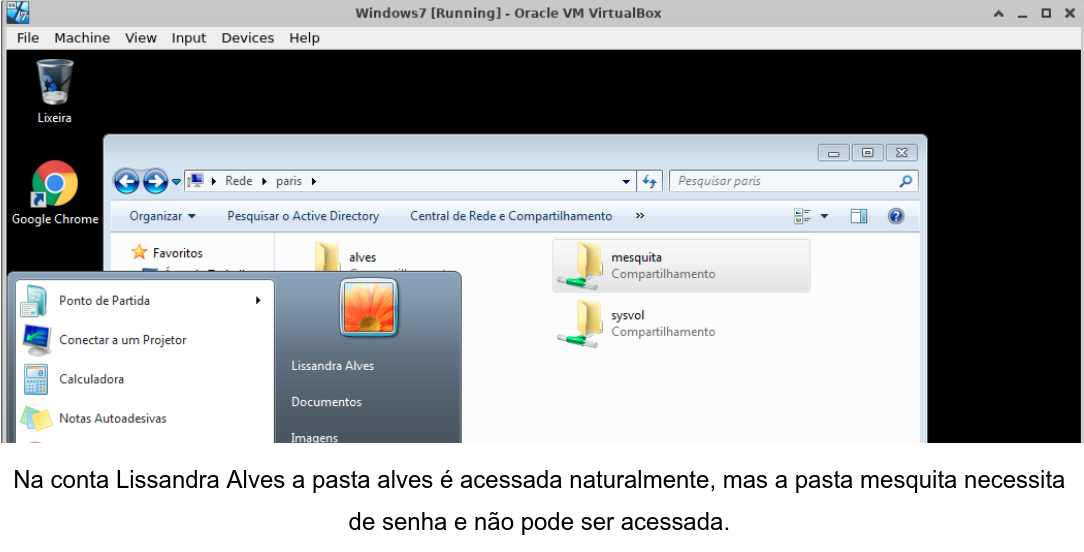 Windows7 [Running] - Oracle VM VirtualBox
File Machine View Input Devices Help
Lixeira
Google Chrome
Rede paris
Pesquisar paris
Organizar Pesquisar o Active Directory Central de Rede e Compartilhamento »
Favoritos
alves
mesquita
Compartilhamento
sysvol
Compartilhamento
Ponto de Partida
Conectar a um Projetor
Calculadora
Notas Autoadesivas
Lissandra Alves
Documentos
Imagens
Na conta Lissandra Alves a pasta alves é acessada naturalmente, mas a pasta mesquita necessita
de senha e não pode ser acessada.